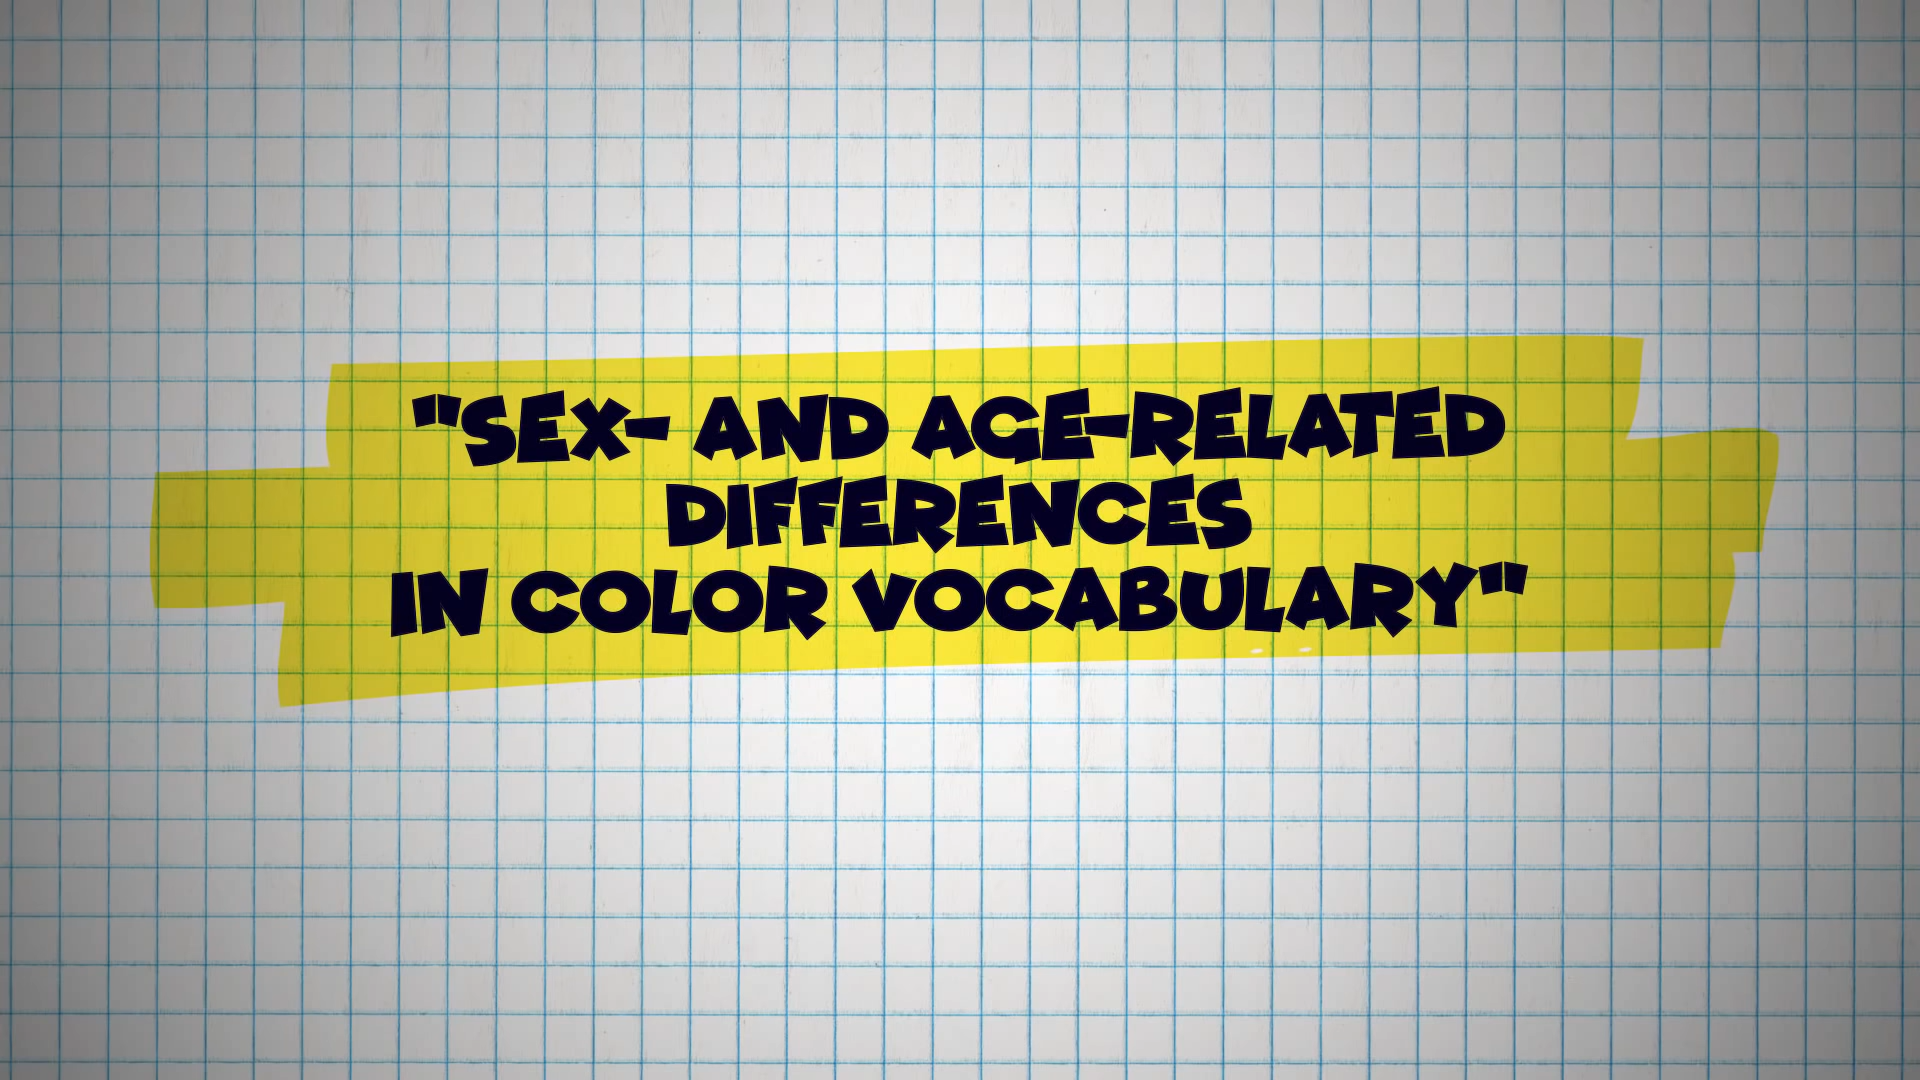 "SEX- AND AGE-RELATED
DIFFERENCES
IN COLOR VOCABULARY"